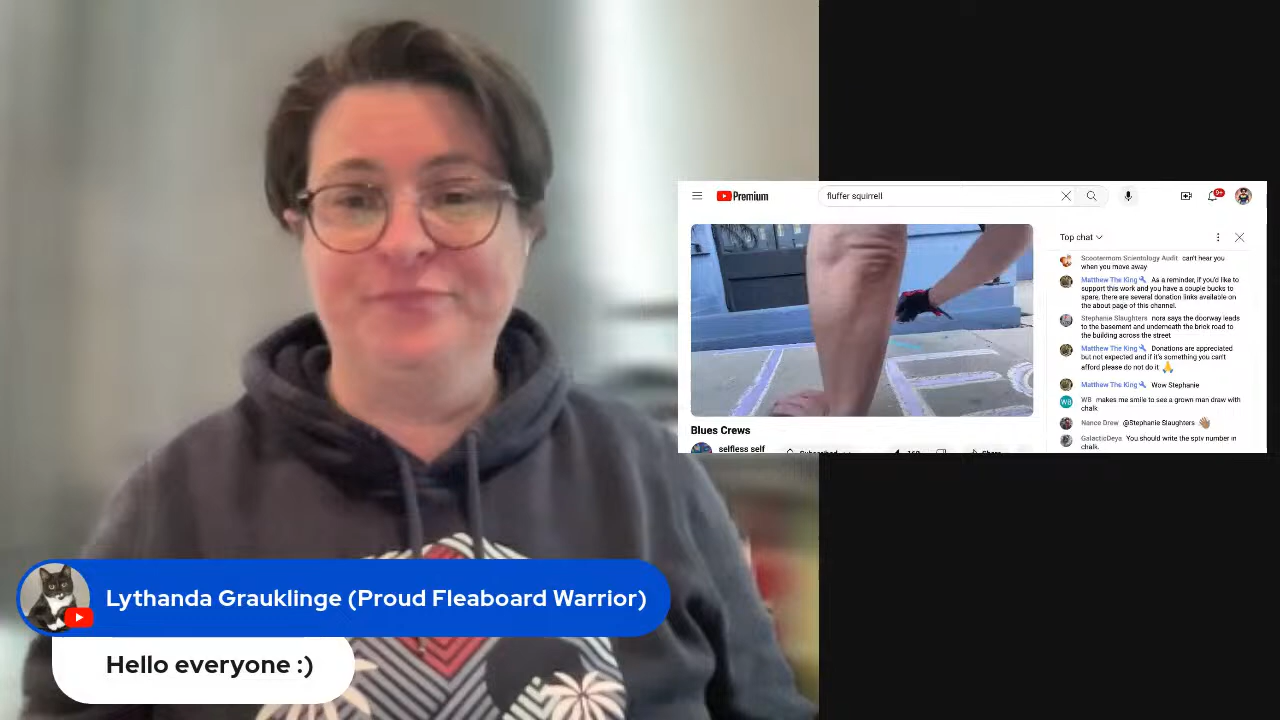 Premium
fluffer squirrell
9+
Top chat
Scootermom Scientology Audit can't hear you
when you move away
Matthew The King As a reminder, if you'd like to
support this work and you have a couple bucks to
spare, there are several donation links available on
the about page of this channel.
Stephanie Slaughters nora says the doorway leads
to the basement and underneath the brick road to
the building across the street
Matthew The King Donations are appreciated
but not expected and if it's something you can't
afford please do not do it
Matthew The King Wow Stephanie
WB makes me smile to see a grown man draw with
chalk
Nance Drew @Stephanie Slaughters
GalacticDeya You should write the sptv number in
chalk.
Blues Crews
selfless self
Subscribed
168
Share
Lythanda Grauklinge (Proud Fleaboard Warrior)
Hello everyone :)